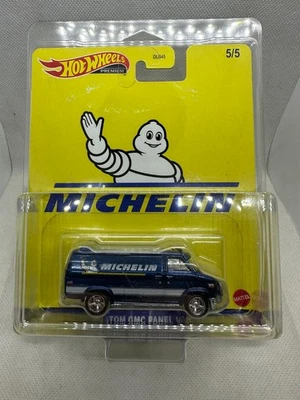 HOT WHEELS
PREMIUM
5/5
MICHELIN
MICHELIN
TOM GMC PANEL V
MATTEL